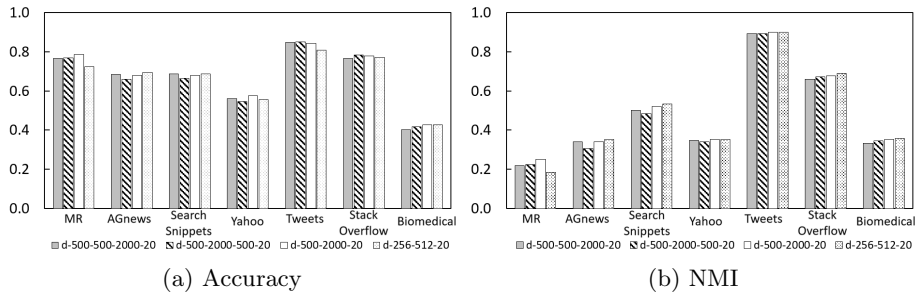 1.0
0.8
0.6
0.4
0.2
0.0
MR AGnews Search Snippets Yahoo Tweets Stack Overflow Biomedical
d-500-500-2000-20 d-500-2000-500-20 d-500-2000-20 d-256-512-20
(a) Accuracy
1.0
0.8
0.6
0.4
0.2
0.0
MR AGnews Search Snippets Yahoo Tweets Stack Overflow Biomedical
d-500-500-2000-20 d-500-2000-500-20 d-500-2000-20 d-256-512-20
(b) NMI